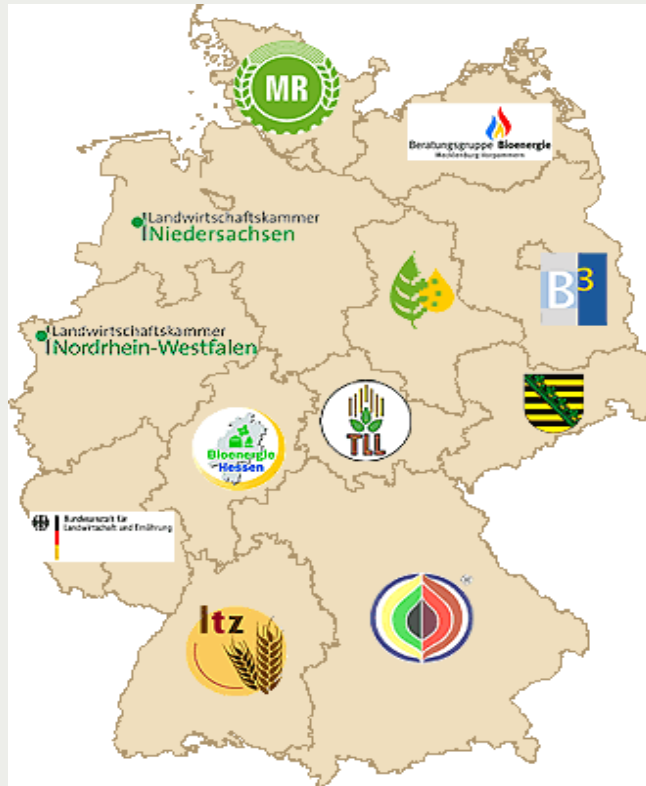 MR
Beratungsgruppe Bioenergie
Mecklenburg-Vorpommern
Landwirtschaftskammer
Niedersachsen
B³
Landwirtschaftskammer
Nordrhein-Westfalen
TLL
Bioenergie
Hessen
Bundesanstalt für
Landwirtschaft und Ernährung
®
ltz